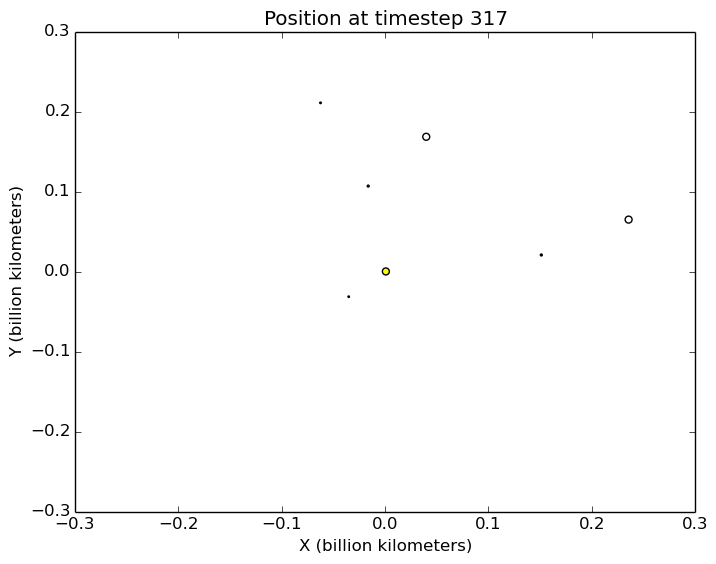 Position at timestep 317
0.3
0.2
0.1
0.0
−0.1
−0.2
−0.3
Y (billion kilometers)
−0.3 −0.2 −0.1 0.0 0.1 0.2 0.3
X (billion kilometers)